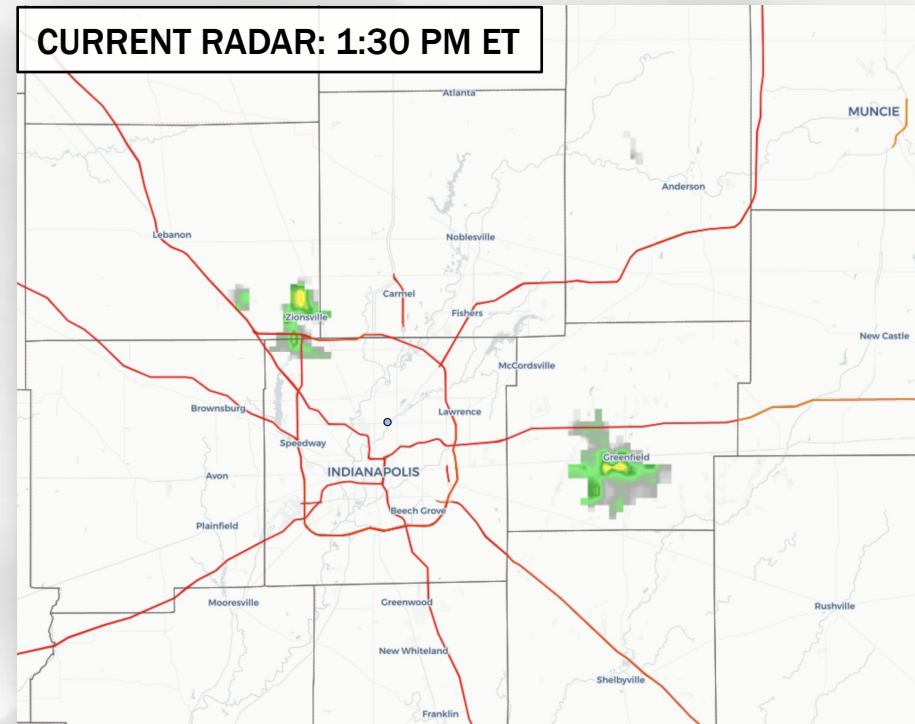 CURRENT RADAR: 1:30 PM ET
Atlanta
MUNCIE
Anderson
Lebanon
Noblesville
Carmel
Zionsville
Fishers
New Castle
McCordsville
Brownsburg
Lawrence
Speedway
Greenfield
INDIANAPOLIS
Avon
Beech Grove
Plainfield
Mooresville
Greenwood
Rushville
New Whiteland
Shelbyville
Franklin